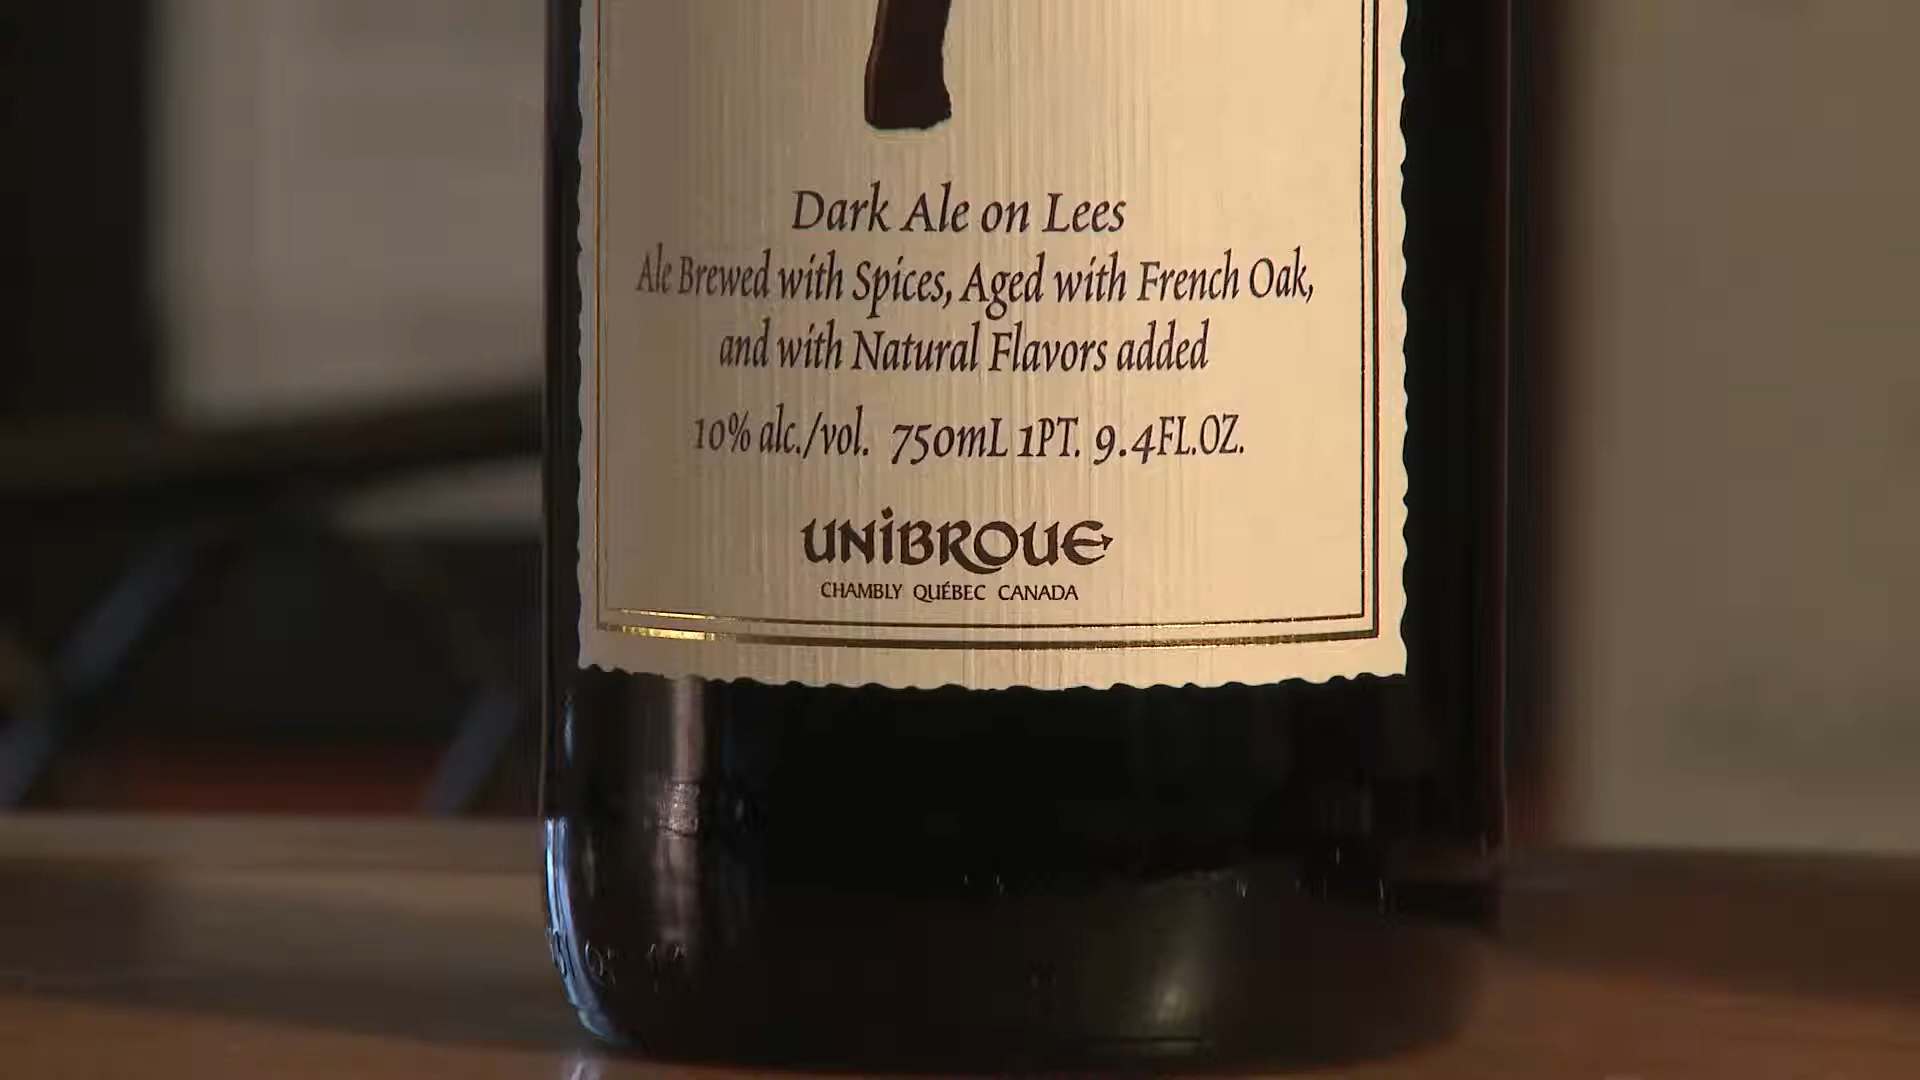 Dark Ale on Lees
Ale Brewed with Spices, Aged with French Oak,
and with Natural Flavors added
10% alc./vol. 750mL 1PT. 9.4FL.OZ.
UNIBROUE
CHAMBLY QUÉBEC CANADA